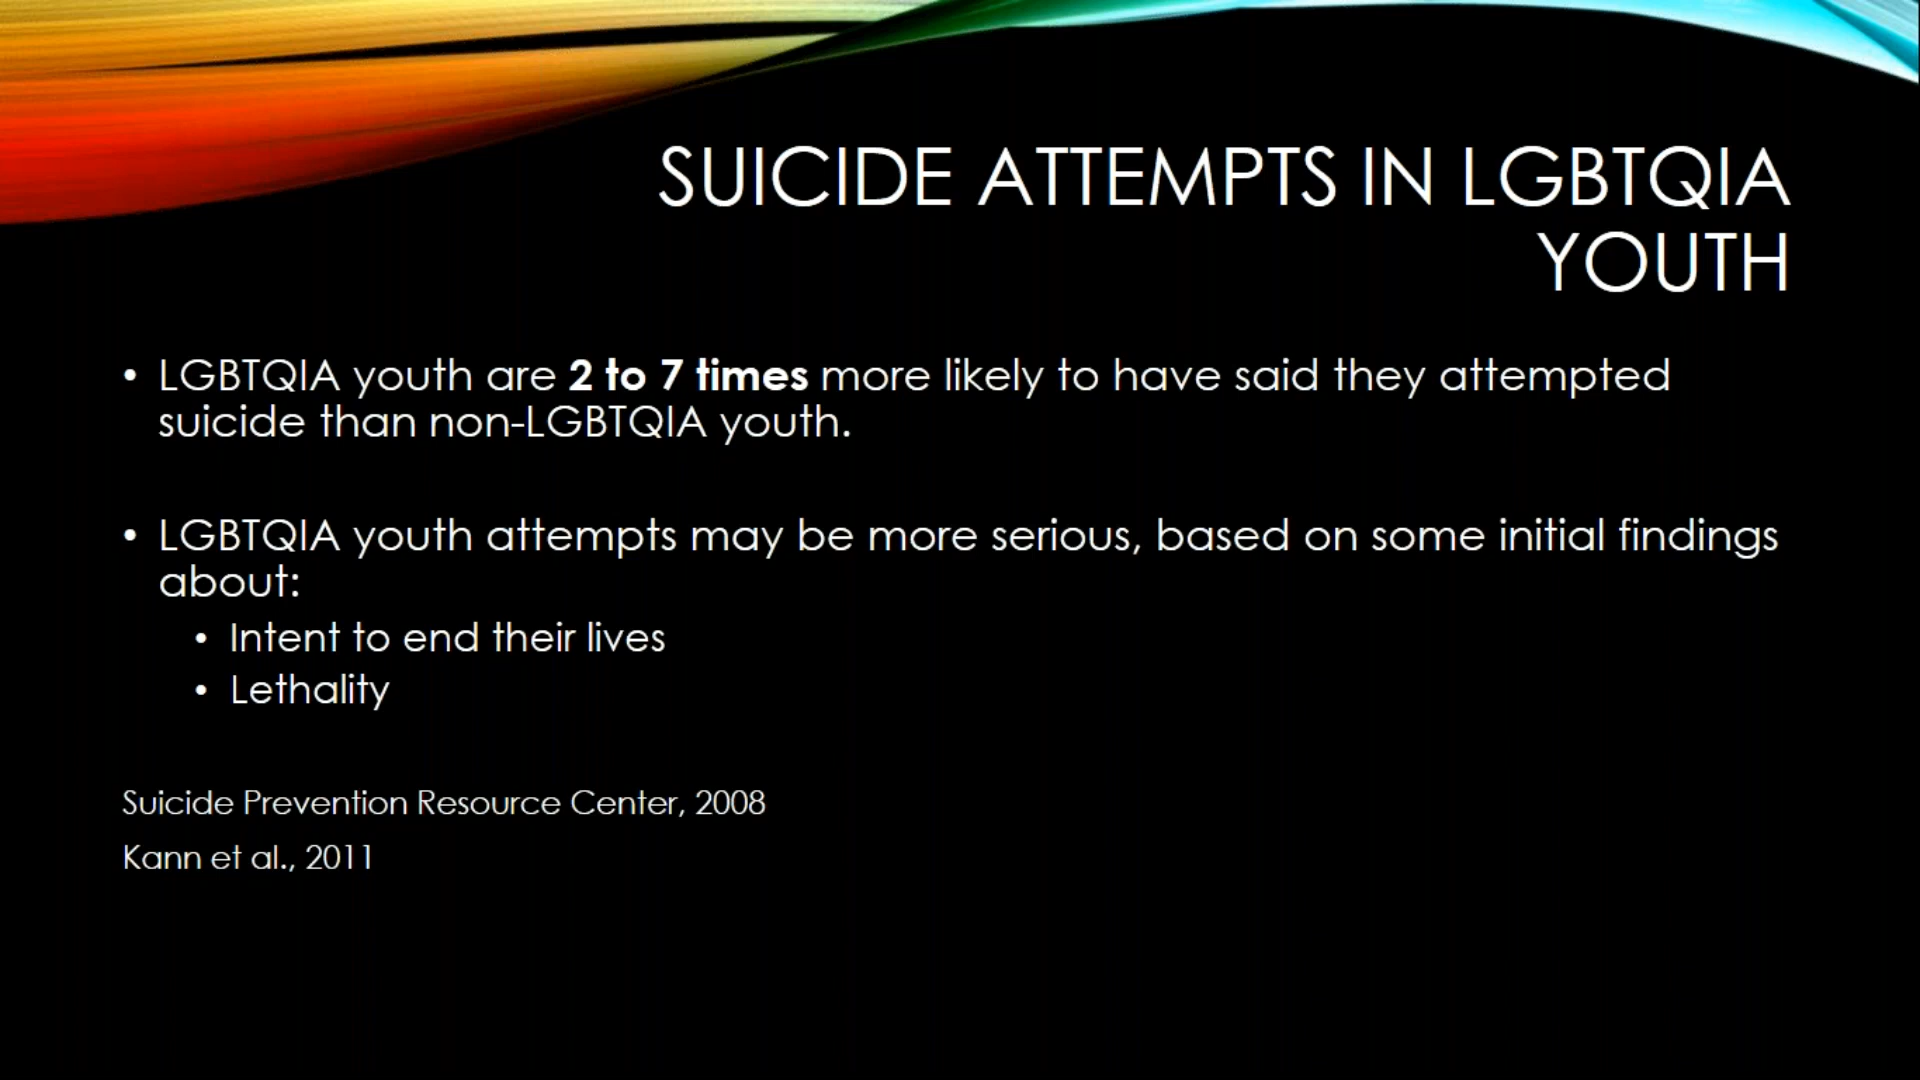 SUICIDE ATTEMPTS IN LGBTQIA
YOUTH
• LGBTQIA youth are 2 to 7 times more likely to have said they attempted
suicide than non-LGBTQIA youth.
• LGBTQIA youth attempts may be more serious, based on some initial findings
about:
• Intent to end their lives
• Lethality
Suicide Prevention Resource Center, 2008
Kann et al., 2011